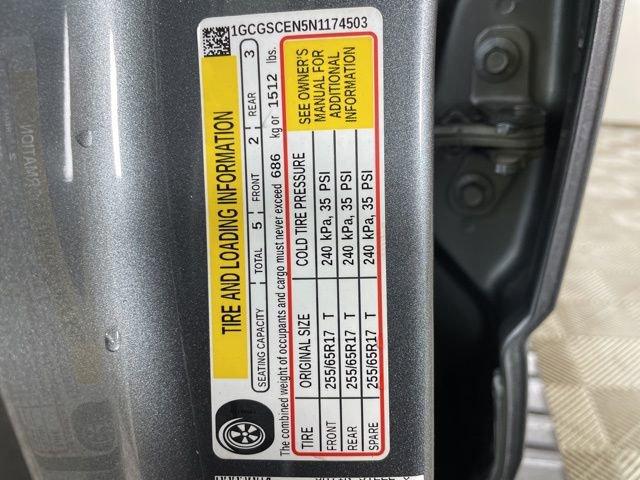 1GCGSCEN5N1174503
TIRE AND LOADING INFORMATION
SEATING CAPACITY TOTAL 5 FRONT 2 REAR 3
The combined weight of occupants and cargo must never exceed 686 kg or 1512 lbs.
TIRE ORIGINAL SIZE COLD TIRE PRESSURE
FRONT 255/65R17 T 240 kPa, 35 PSI
REAR 255/65R17 T 240 kPa, 35 PSI
SPARE 255/65R17 T 240 kPa, 35 PSI
SEE OWNER'S
MANUAL FOR
ADDITIONAL
INFORMATION